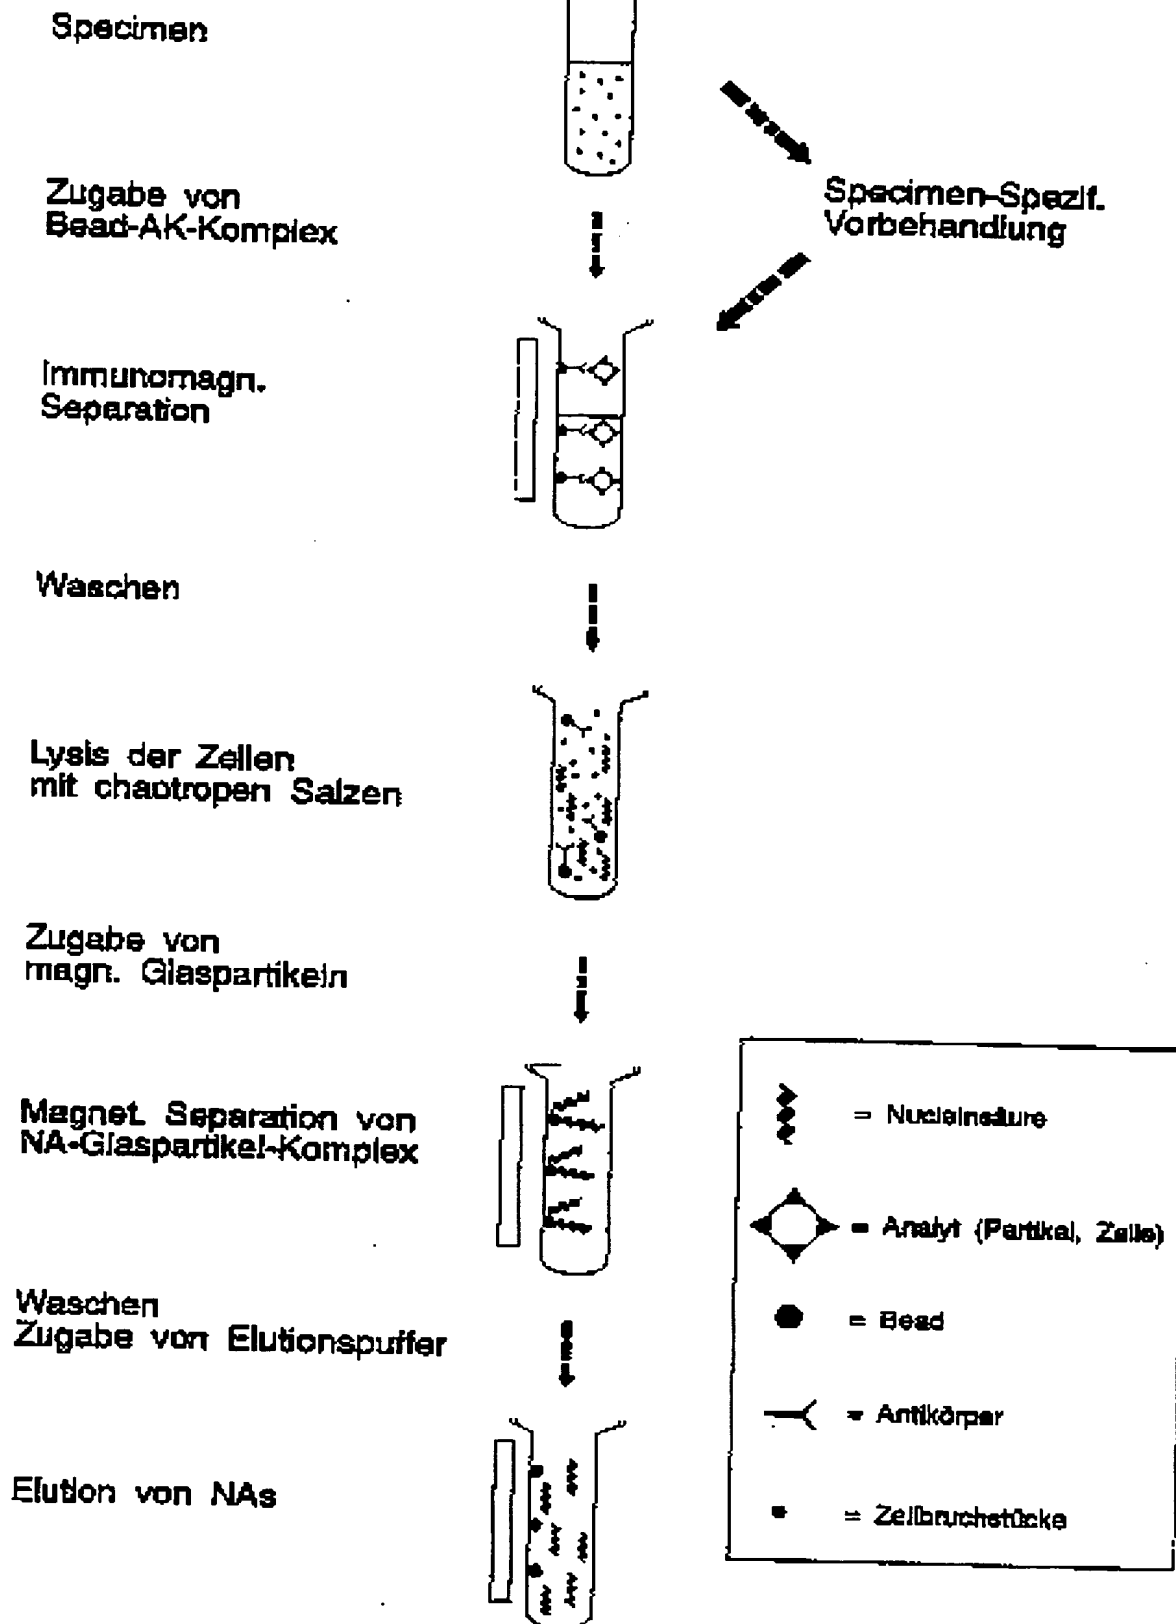 Specimen
Zugabe von
Bead-AK-Komplex
Specimen-Spezif.
Vorbehandlung
Immunomagn.
Separation
Waschen
Lysis der Zellen
mit chaotropen Salzen
Zugabe von
magn. Glaspartikeln
Magnet. Separation von
NA-Glaspartikel-Komplex
Waschen
Zugabe von Elutionspuffer
Elution von NAs
= Nucleinsäure
= Analyt (Partikel, Zelle)
= Bead
= Antikörper
= Zellbruchstücke